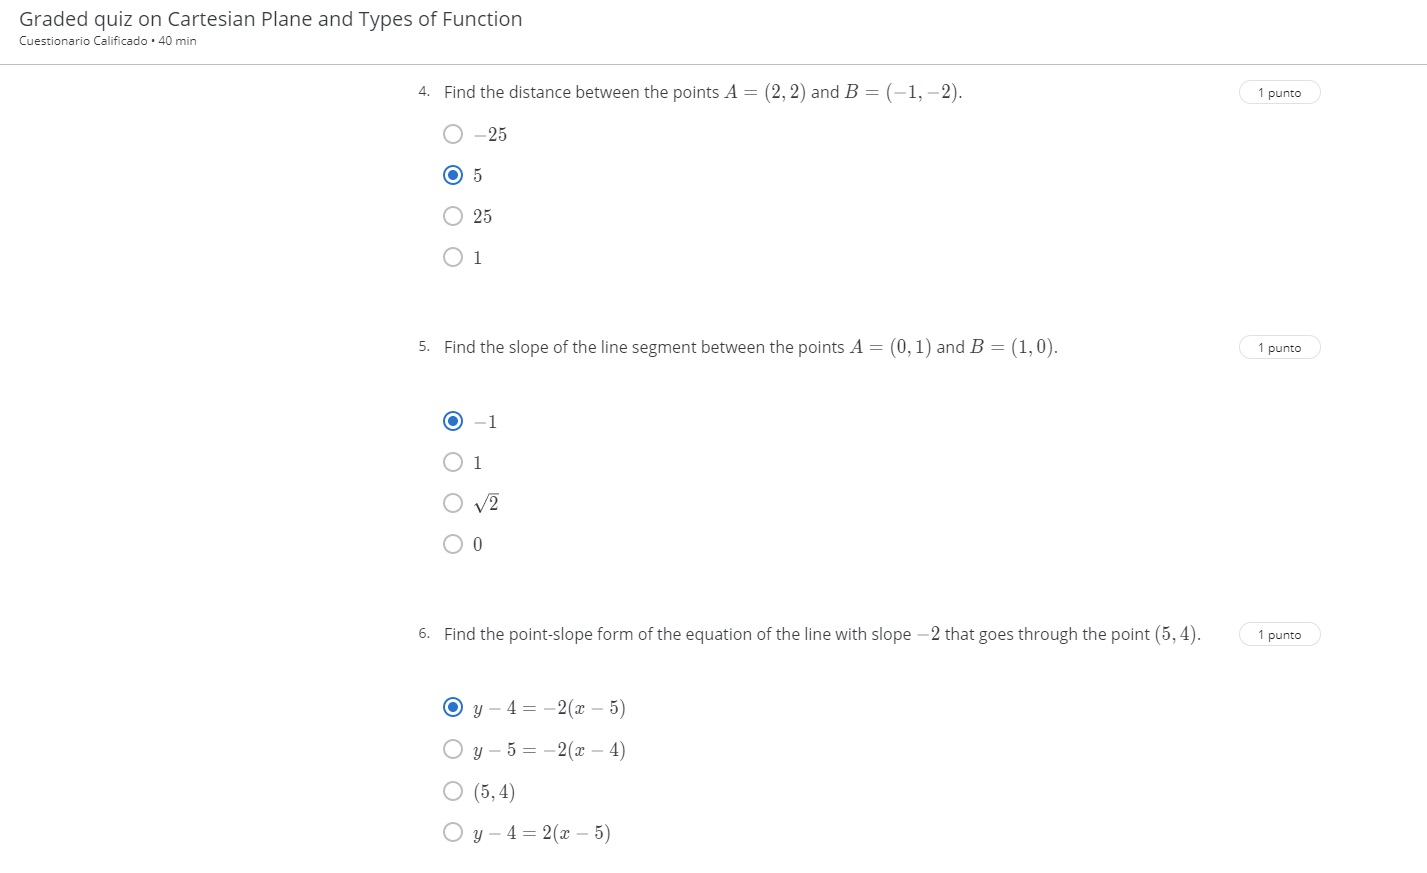 Graded quiz on Cartesian Plane and Types of Function
Cuestionario Calificado • 40 min
4. Find the distance between the points A = (2, 2) and B = (−1, −2).
1 punto
−25
5
25
1
5. Find the slope of the line segment between the points A = (0, 1) and B = (1, 0).
1 punto
−1
1
√2
0
6. Find the point-slope form of the equation of the line with slope −2 that goes through the point (5, 4).
1 punto
y − 4 = −2(x − 5)
y − 5 = −2(x − 4)
(5, 4)
y − 4 = 2(x − 5)